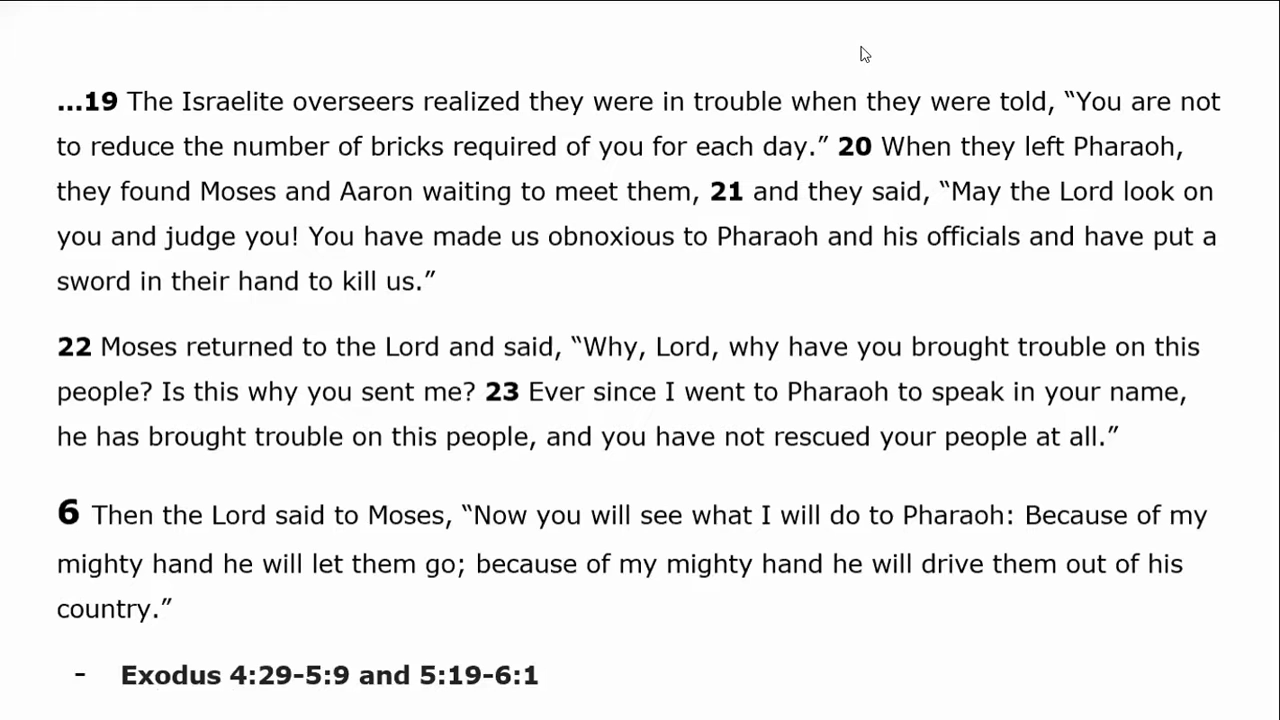 ...19 The Israelite overseers realized they were in trouble when they were told, “You are not
to reduce the number of bricks required of you for each day.” 20 When they left Pharaoh,
they found Moses and Aaron waiting to meet them, 21 and they said, “May the Lord look on
you and judge you! You have made us obnoxious to Pharaoh and his officials and have put a
sword in their hand to kill us.”
22 Moses returned to the Lord and said, “Why, Lord, why have you brought trouble on this
people? Is this why you sent me? 23 Ever since I went to Pharaoh to speak in your name,
he has brought trouble on this people, and you have not rescued your people at all.”
6 Then the Lord said to Moses, “Now you will see what I will do to Pharaoh: Because of my
mighty hand he will let them go; because of my mighty hand he will drive them out of his
country.”
- Exodus 4:29-5:9 and 5:19-6:1